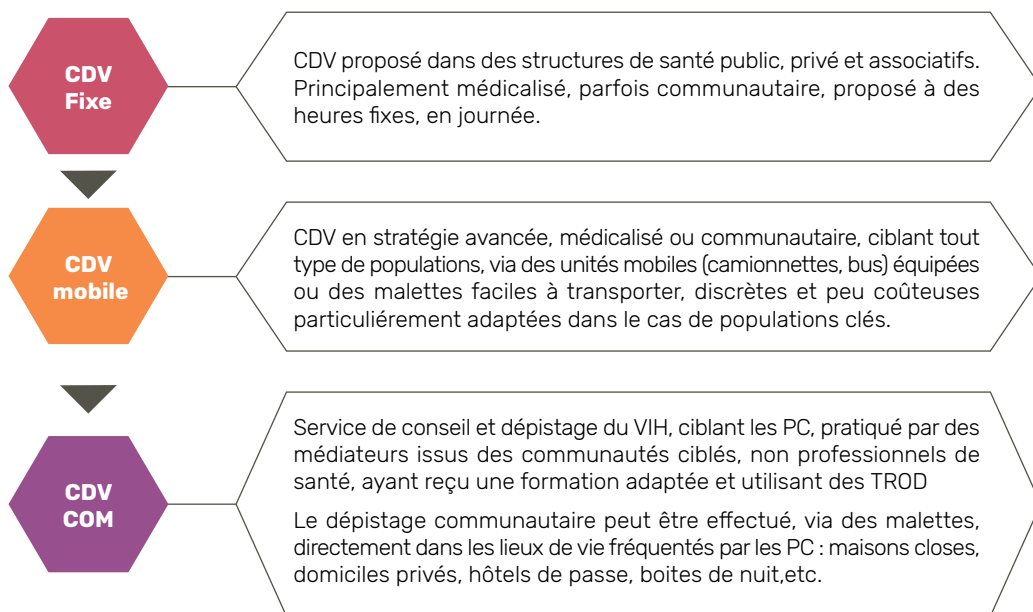 CDV
Fixe
CDV proposé dans des structures de santé public, privé et associatifs.
Principalement médicalisé, parfois communautaire, proposé à des
heures fixes, en journée.
CDV
mobile
CDV en stratégie avancée, médicalisé ou communautaire, ciblant tout
type de populations, via des unités mobiles (camionnettes, bus) équipées
ou des malettes faciles à transporter, discrètes et peu coûteuses
particuliérement adaptées dans le cas de populations clés.
CDV
COM
Service de conseil et dépistage du VIH, ciblant les PC, pratiqué par des
médiateurs issus des communautés ciblés, non professionnels de
santé, ayant reçu une formation adaptée et utilisant des TROD
Le dépistage communautaire peut être effectué, via des malettes,
directement dans les lieux de vie fréquentés par les PC : maisons closes,
domiciles privés, hôtels de passe, boites de nuit,etc.